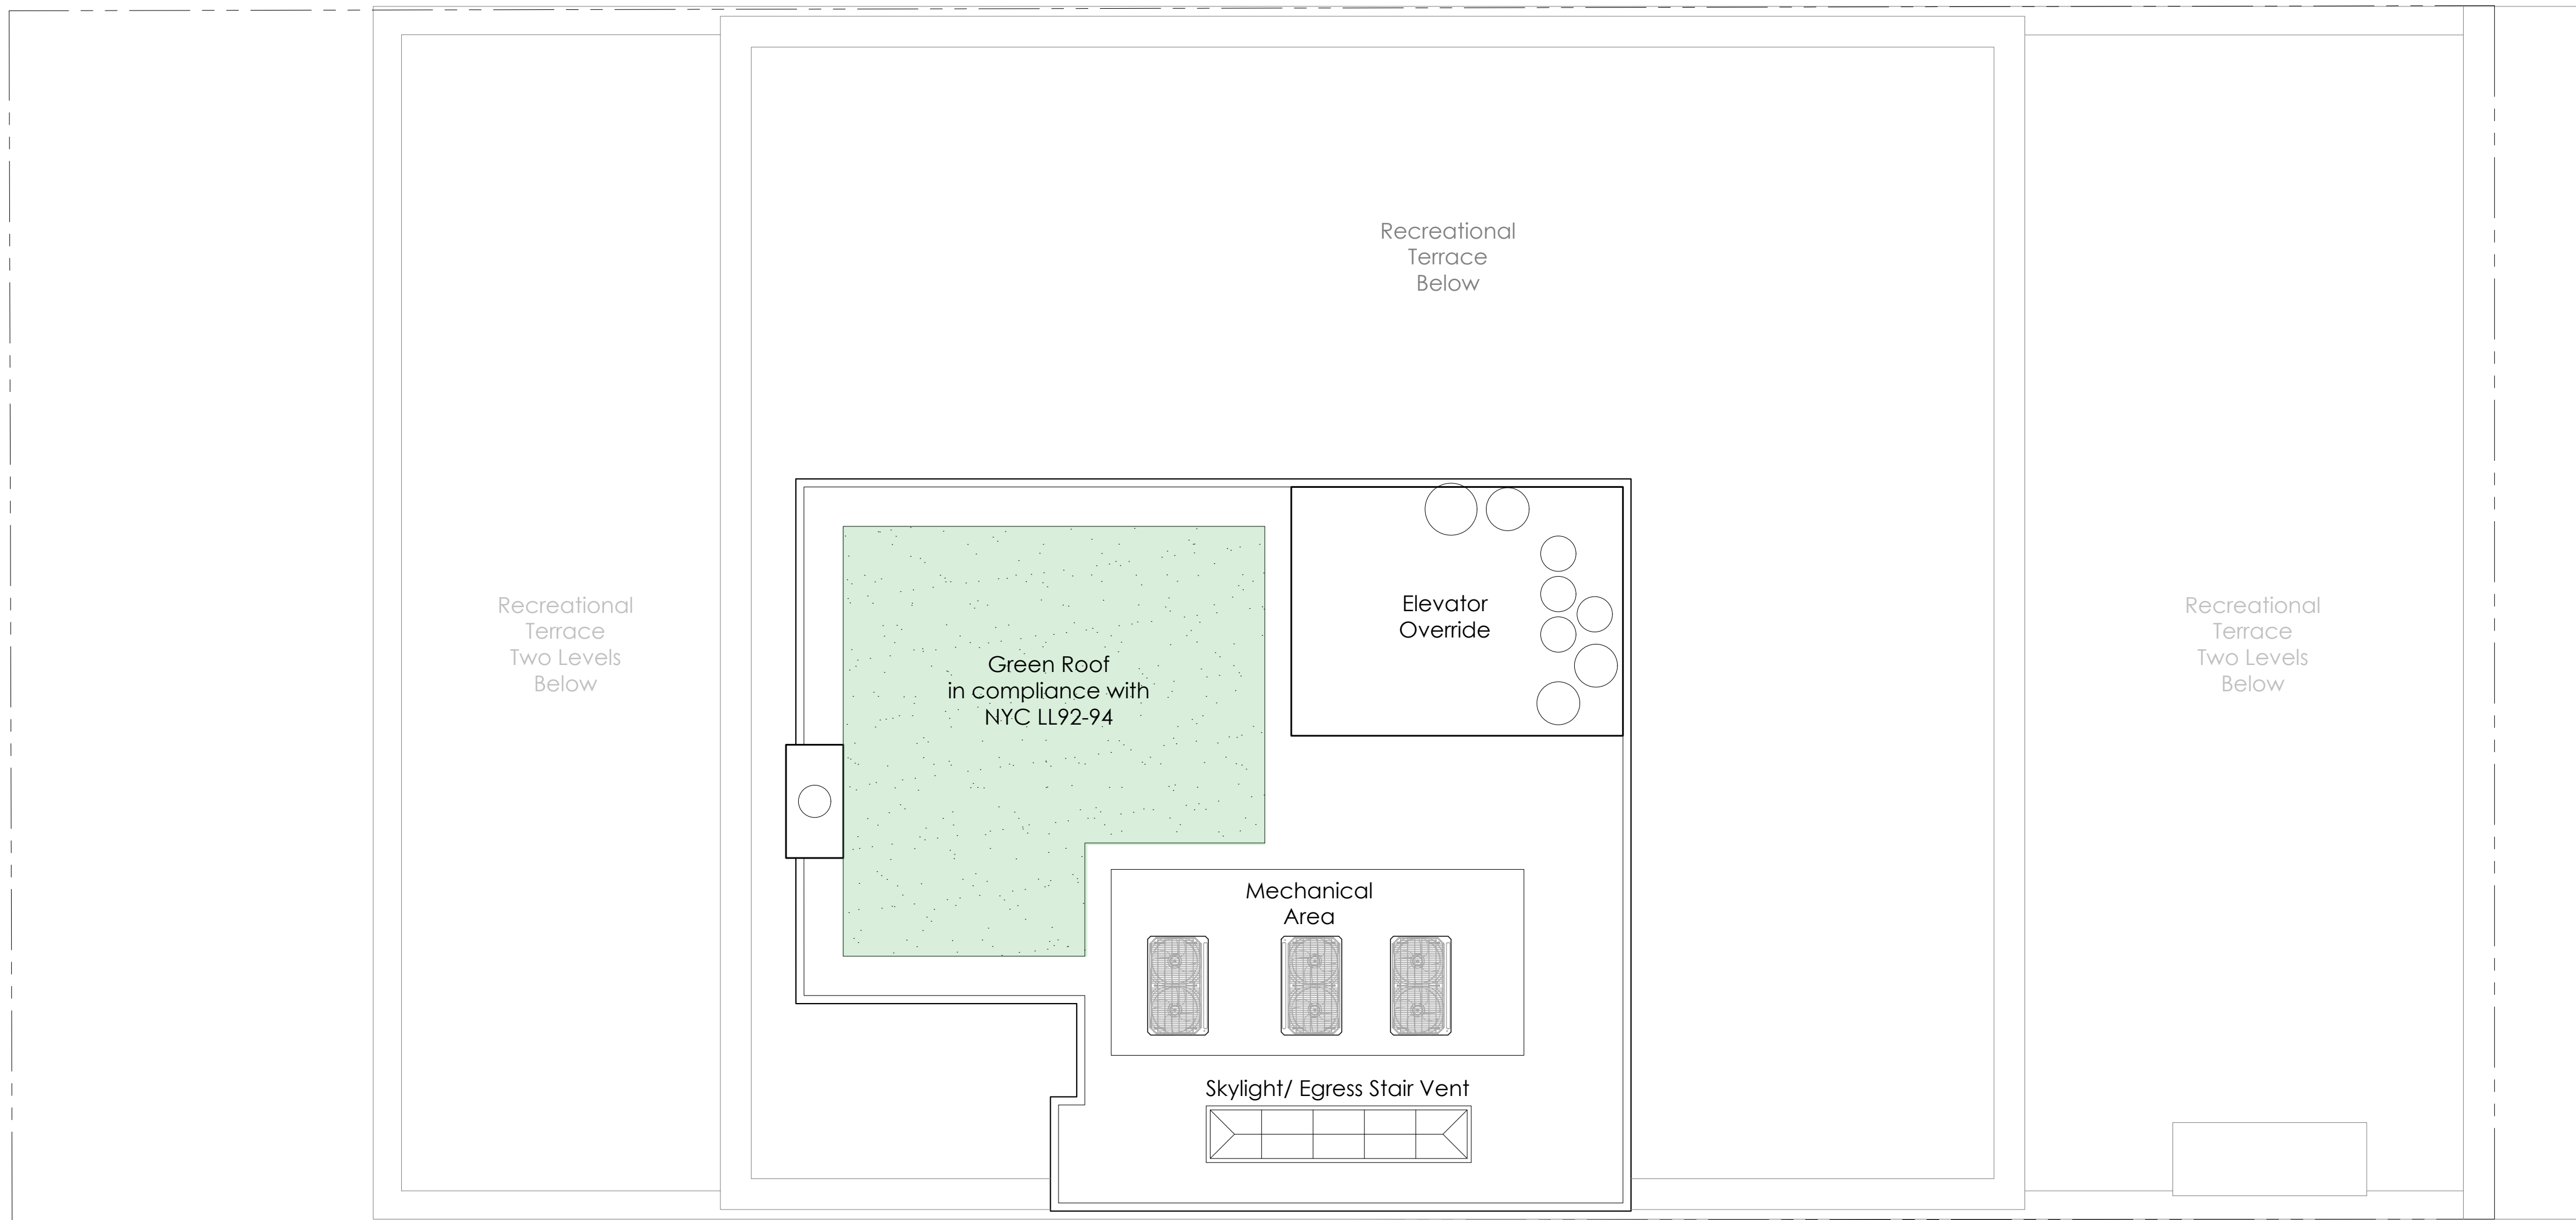 Recreational
Terrace
Below
Recreational
Terrace
Two Levels
Below
Green Roof
in compliance with
NYC LL92-94
Elevator
Override
Recreational
Terrace
Two Levels
Below
Mechanical
Area
Skylight/ Egress Stair Vent